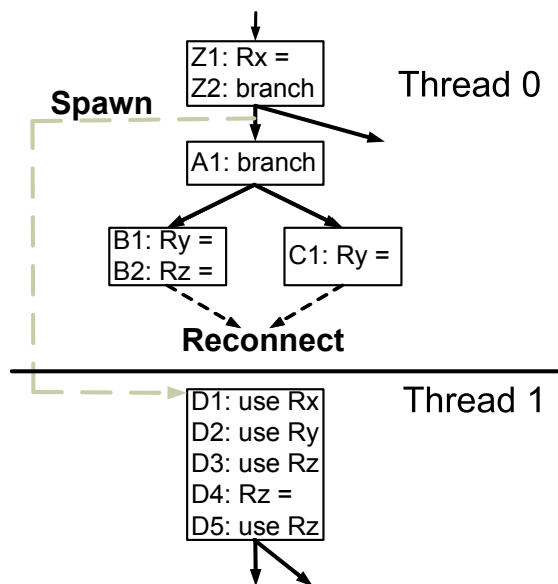 Z1: Rx =
Z2: branch
Thread 0
Spawn
A1: branch
B1: Ry =
B2: Rz =
C1: Ry =
Reconnect
Thread 1
D1: use Rx
D2: use Ry
D3: use Rz
D4: Rz =
D5: use Rz